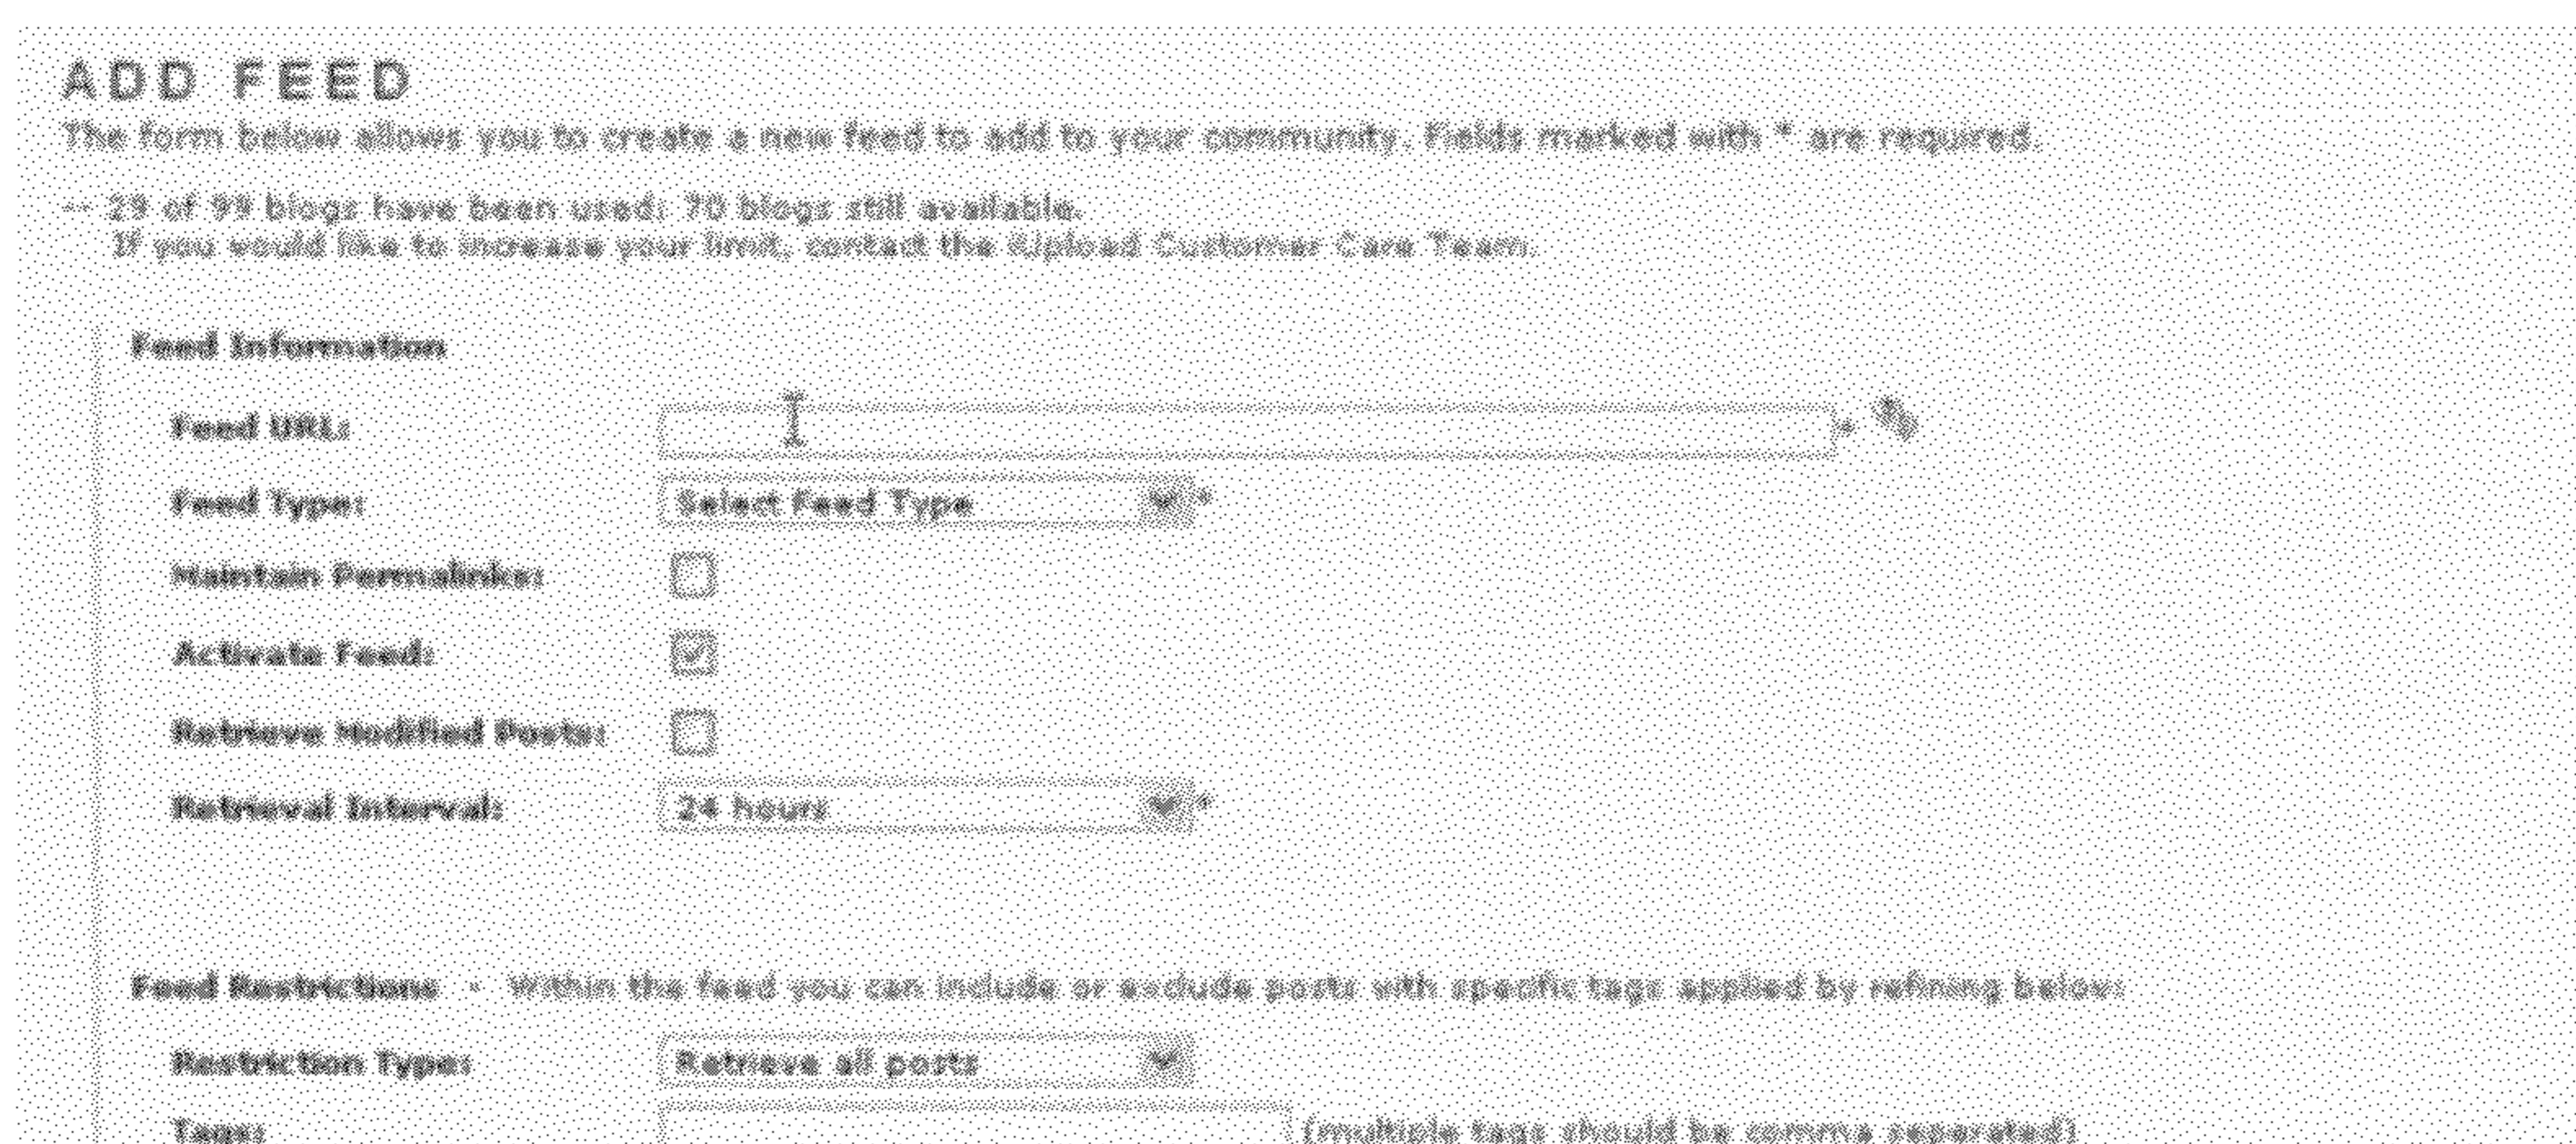 ADD FEED
The form below allows you to create a new feed to add to your community. Fields marked with * are required.
-- 29 of 99 blogs have been used; 70 blogs still available.
If you would like to increase your limit, contact the iUpload Customer Care Team.
Feed Information
Feed URL: *
Feed Type: Select Feed Type *
Maintain Permalinks:
Activate Feed:
Retrieve Modified Posts:
Retrieval Interval: 24 hours *
Feed Restrictions - Within the feed you can include or exclude posts with specific tags applied by refining below:
Restriction Type: Retrieve all posts
Tags: (multiple tags should be comma seperated)